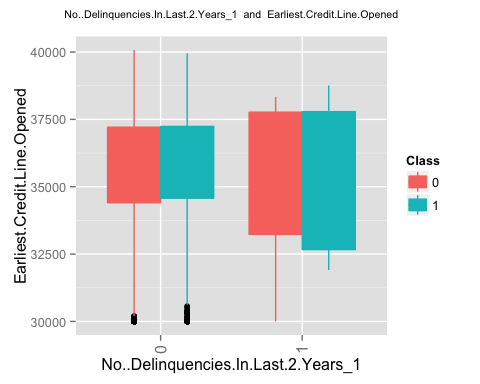 No..Delinquencies.In.Last.2.Years_1 and Earliest.Credit.Line.Opened
Earliest.Credit.Line.Opened
40000
37500
35000
32500
30000
0
1
No..Delinquencies.In.Last.2.Years_1
Class
0
1